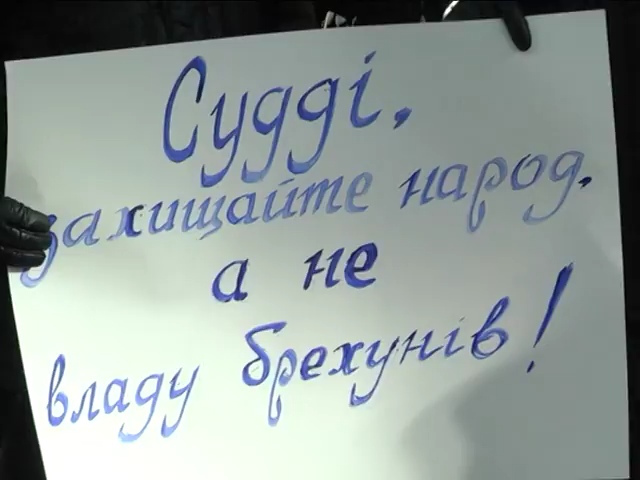 Судді,
захищайте народ,
а не
владу брехунів!